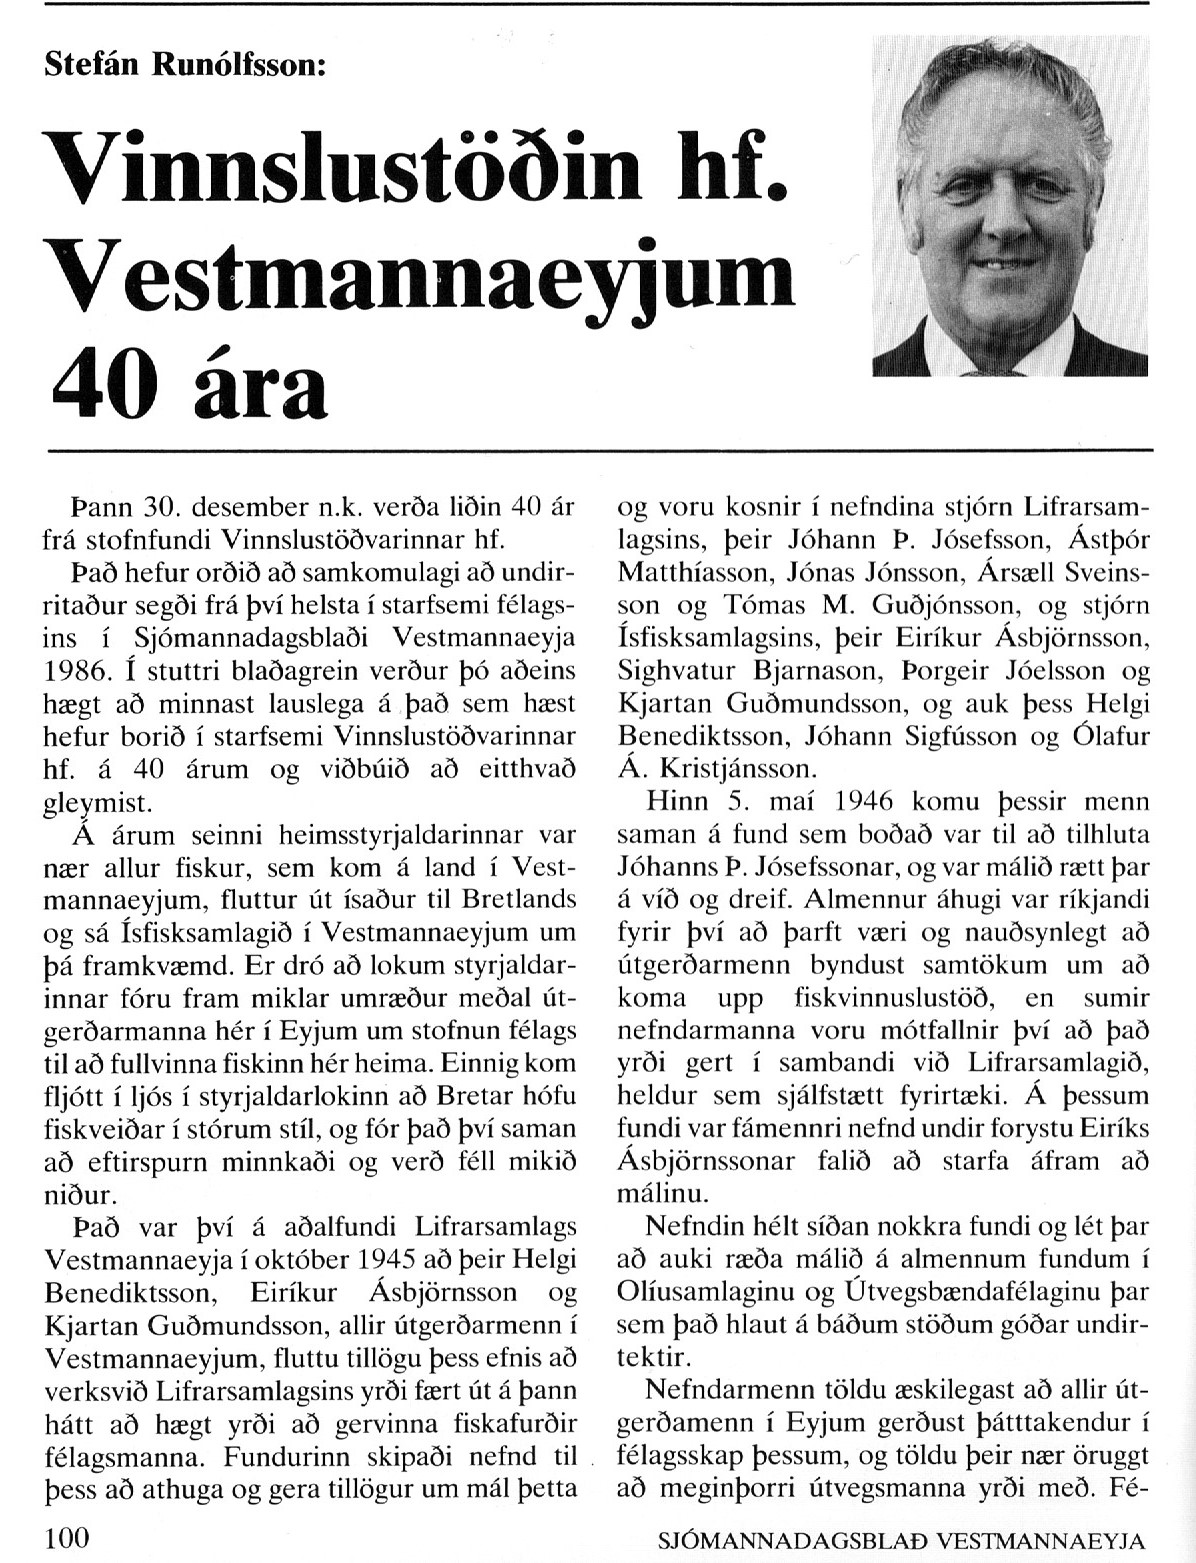 Stefán Runólfsson:
Vinnslustöðin hf.
Vestmannaeyjum
40 ára
Þann 30. desember n.k. verða liðin 40 ár
frá stofnfundi Vinnslustöðvarinnar hf.
Það hefur orðið að samkomulagi að undir-
ritaður segði frá því helsta í starfsemi félags-
ins í Sjómannadagsblaði Vestmannaeyja
1986. Í stuttri blaðagrein verður þó aðeins
hægt að minnast lauslega á það sem hæst
hefur borið í starfsemi Vinnslustöðvarinnar
hf. á 40 árum og viðbúið að eitthvað
gleymist.
Á árum seinni heimsstyrjaldarinnar var
nær allur fiskur, sem kom á land í Vest-
mannaeyjum, fluttur út ísaður til Bretlands
og sá Ísfisksamlagið í Vestmannaeyjum um
þá framkvæmd. Er dró að lokum styrjaldar-
innar fóru fram miklar umræður meðal út-
gerðarmanna hér í Eyjum um stofnun félags
til að fullvinna fiskinn hér heima. Einnig kom
fljótt í ljós í styrjaldarlokinn að Bretar hófu
fiskveiðar í stórum stíl, og fór það því saman
að eftirspurn minnkaði og verð féll mikið
niður.
Það var því á aðalfundi Lifrarsamlags
Vestmannaeyja í október 1945 að þeir Helgi
Benediktsson, Eiríkur Ásbjörnsson og
Kjartan Guðmundsson, allir útgerðarmenn í
Vestmannaeyjum, fluttu tillögu þess efnis að
verksvið Lifrarsamlagsins yrði fært út á þann
hátt að hægt yrði að gervinna fiskafurðir
félagsmanna. Fundurinn skipaði nefnd til
þess að athuga og gera tillögur um mál þetta
og voru kosnir í nefndina stjórn Lifrarsam-
lagsins, þeir Jóhann Þ. Jósefsson, Ástþór
Matthíasson, Jónas Jónsson, Ársæll Sveins-
son og Tómas M. Guðjónsson, og stjórn
Ísfisksamlagsins, þeir Eiríkur Ásbjörnsson,
Sighvatur Bjarnason, Þorgeir Jóelsson og
Kjartan Guðmundsson, og auk þess Helgi
Benediktsson, Jóhann Sigfússon og Ólafur
Á. Kristjánsson.
Hinn 5. maí 1946 komu þessir menn
saman á fund sem boðað var til að tilhluta
Jóhanns Þ. Jósefssonar, og var málið rætt þar
á víð og dreif. Almennur áhugi var ríkjandi
fyrir því að þarft væri og nauðsynlegt að
útgerðarmenn byndust samtökum um að
koma upp fiskvinnuslustöð, en sumir
nefndarmanna voru mótfallnir því að það
yrði gert í sambandi við Lifrarsamlagið,
heldur sem sjálfstætt fyrirtæki. Á þessum
fundi var fámennri nefnd undir forystu Eiríks
Ásbjörnssonar falið að starfa áfram að
málinu.
Nefndin hélt síðan nokkra fundi og lét þar
að auki ræða málið á almennum fundum í
Olíusamlaginu og Útvegsbændafélaginu þar
sem það hlaut á báðum stöðum góðar undir-
tektir.
Nefndarmenn töldu æskilegast að allir út-
gerðamenn í Eyjum gerðust þátttakendur í
félagsskap þessum, og töldu þeir nær öruggt
að meginþorri útvegsmanna yrði með. Fé-
100
SJÓMANNADAGSBLAÐ VESTMANNAEYJA